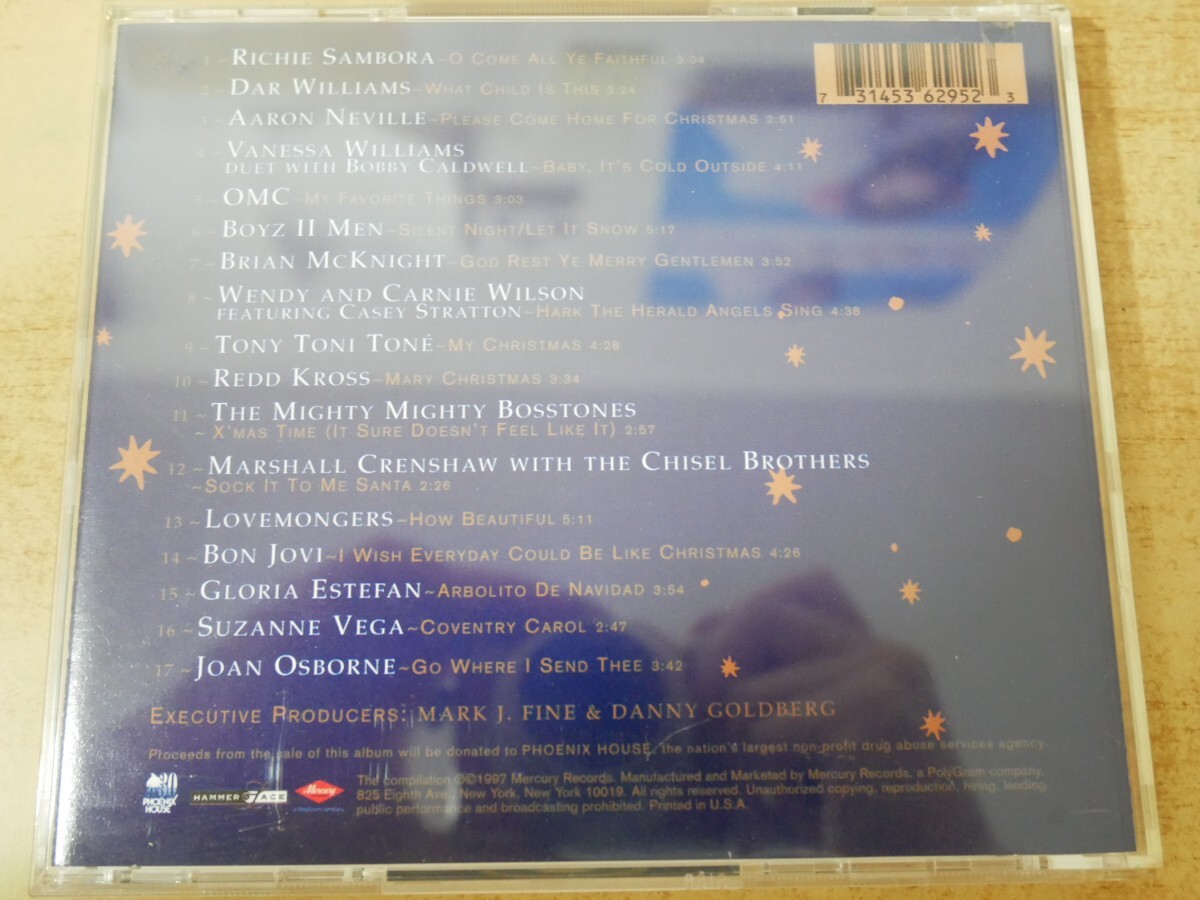 1~RICHIE SAMBORA~O COME ALL YE FAITHFUL 3:04
2~DAR WILLIAMS~WHAT CHILD IS THIS 3:24
3~AARON NEVILLE~PLEASE COME HOME FOR CHRISTMAS 2:51
4~VANESSA WILLIAMS
DUET WITH BOBBY CALDWELL~BABY, IT'S COLD OUTSIDE 4:11
5~OMC~MY FAVORITE THINGS 3:03
6~BOYZ II MEN~SILENT NIGHT/LET IT SNOW 5:17
7~BRIAN MCKNIGHT~GOD REST YE MERRY GENTLEMEN 3:52
8~WENDY AND CARNIE WILSON
FEATURING CASEY STRATTON~HARK THE HERALD ANGELS SING 4:38
9~TONY TONI TONÉ~MY CHRISTMAS 4:28
10~REDD KROSS~MARY CHRISTMAS 3:34
11~THE MIGHTY MIGHTY BOSSTONES
~X'MAS TIME (IT SURE DOESN'T FEEL LIKE IT) 2:57
12~MARSHALL CRENSHAW WITH THE CHISEL BROTHERS
~SOCK IT TO ME SANTA 2:26
13~LOVEMONGERS~HOW BEAUTIFUL 5:11
14~BON JOVI~I WISH EVERYDAY COULD BE LIKE CHRISTMAS 4:26
15~GLORIA ESTEFAN~ARBOLITO DE NAVIDAD 3:54
16~SUZANNE VEGA~COVENTRY CAROL 2:47
17~JOAN OSBORNE~GO WHERE I SEND THEE 3:42
7 31453 62952 3
EXECUTIVE PRODUCERS: MARK J. FINE & DANNY GOLDBERG
Proceeds from the sale of this album will be donated to PHOENIX HOUSE, the nation's largest non-profit drug abuse services agency.
30
PHOENIX
HOUSE
HAMMER & LACE
Mercury
The compilation ℗©1997 Mercury Records. Manufactured and Marketed by Mercury Records, a PolyGram company,
825 Eighth Ave., New York, New York 10019. All rights reserved. Unauthorized copying, reproduction, hiring, lending,
public performance and broadcasting prohibited. Printed in U.S.A.